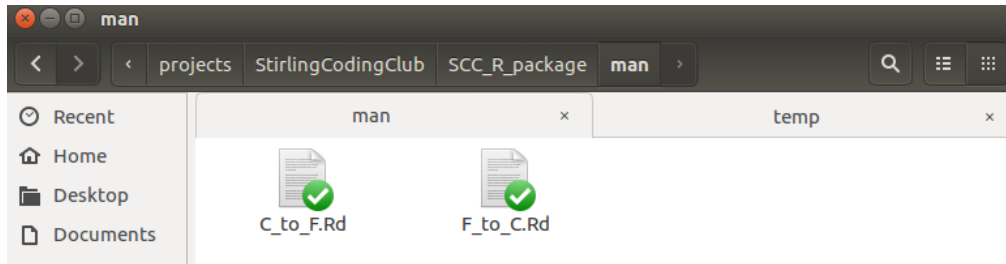 man
projects StirlingCodingClub SCC_R_package man
Recent
Home
Desktop
Documents
man temp
C_to_F.Rd F_to_C.Rd